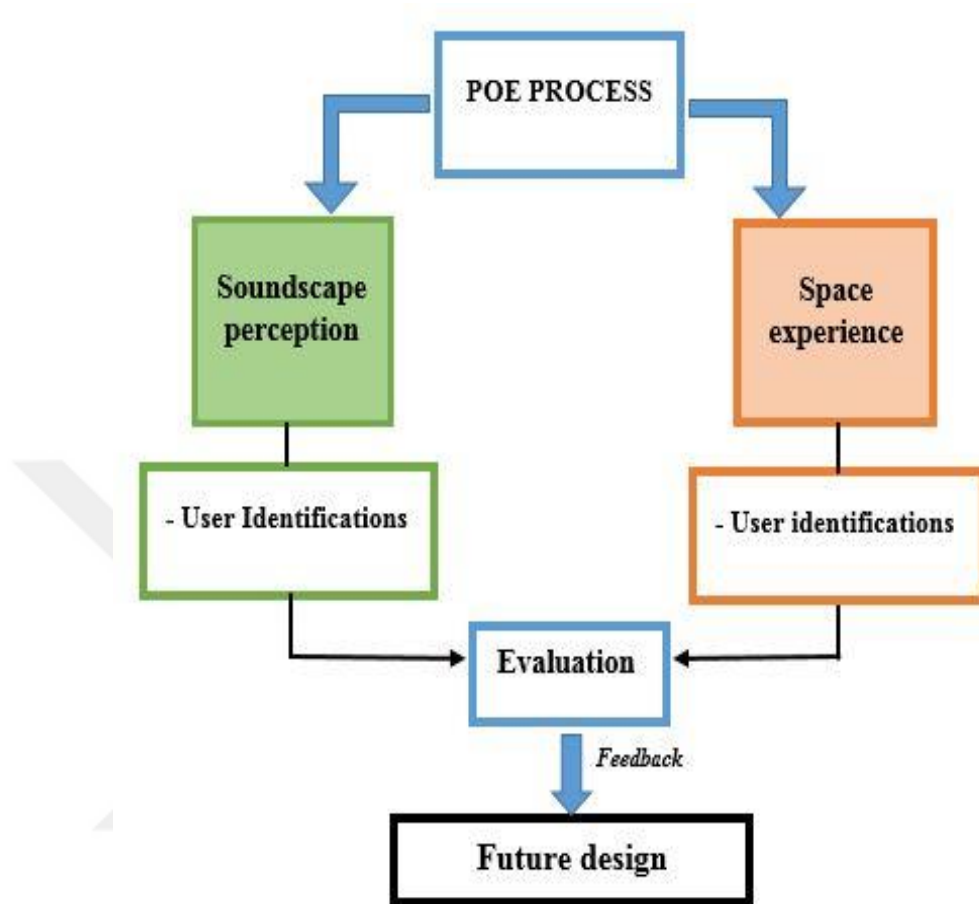 POE PROCESS
Soundscape
perception
Space
experience
- User Identifications
- User identifications
Evaluation
Feedback
Future design